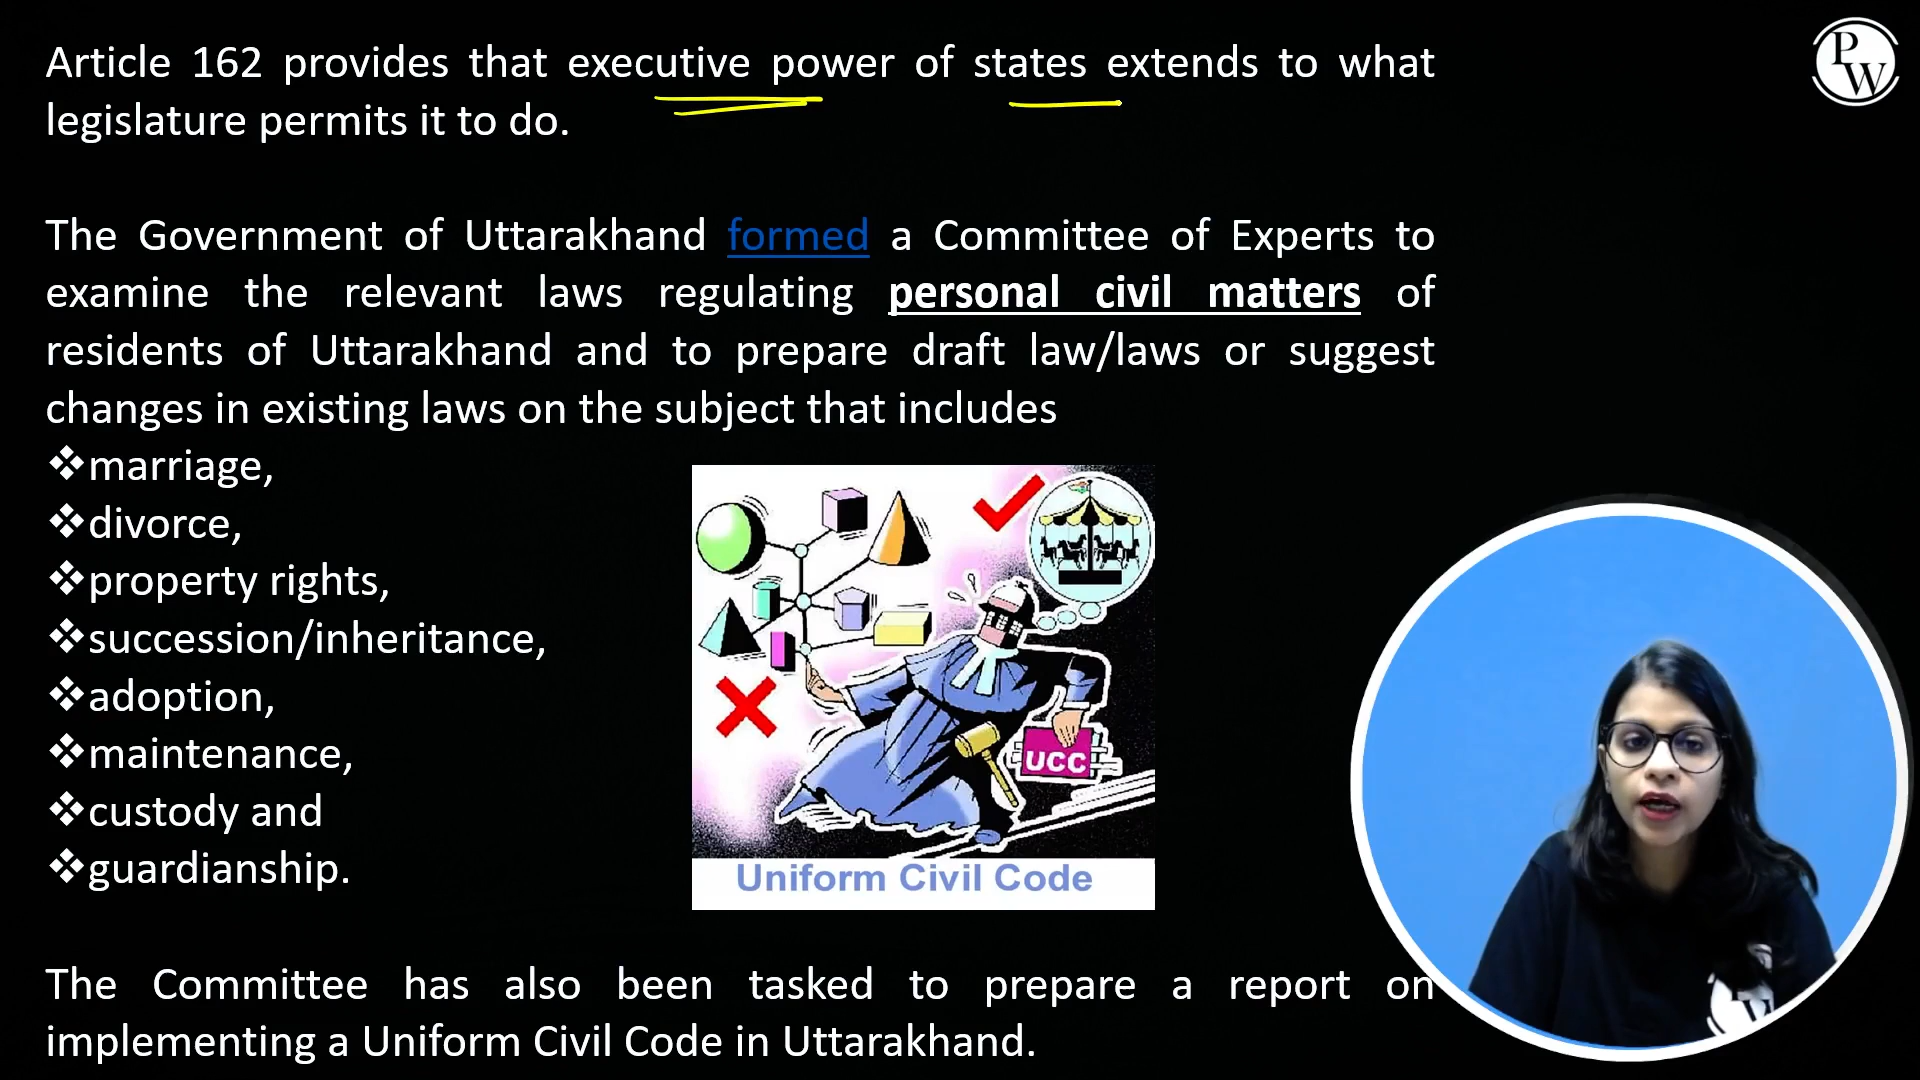 Article 162 provides that executive power of states extends to what
legislature permits it to do.
The Government of Uttarakhand formed a Committee of Experts to
examine the relevant laws regulating personal civil matters of
residents of Uttarakhand and to prepare draft law/laws or suggest
changes in existing laws on the subject that includes
❖marriage,
❖divorce,
❖property rights,
❖succession/inheritance,
❖adoption,
❖maintenance,
❖custody and
❖guardianship.
UCC
Uniform Civil Code
The Committee has also been tasked to prepare a report on
implementing a Uniform Civil Code in Uttarakhand.
PW